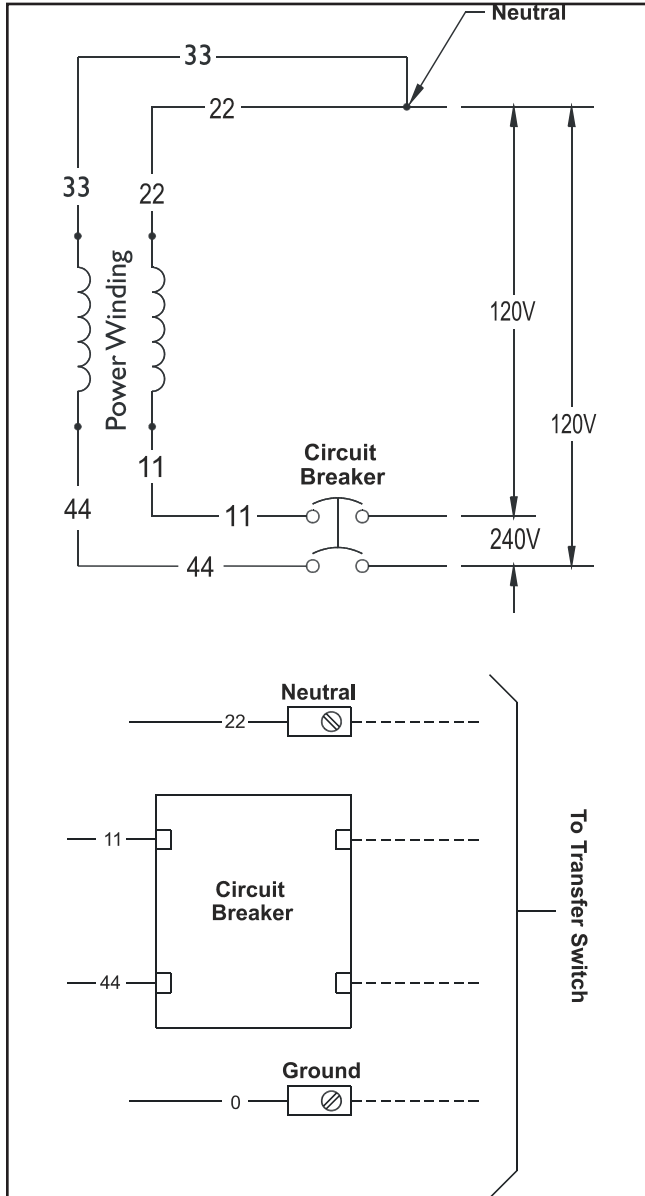 Neutral
33
22
33
22
Power Winding
120V
120V
11
Circuit
Breaker
44
11
240V
44
Neutral
22
11
Circuit
Breaker
44
To Transfer Switch
Ground
0